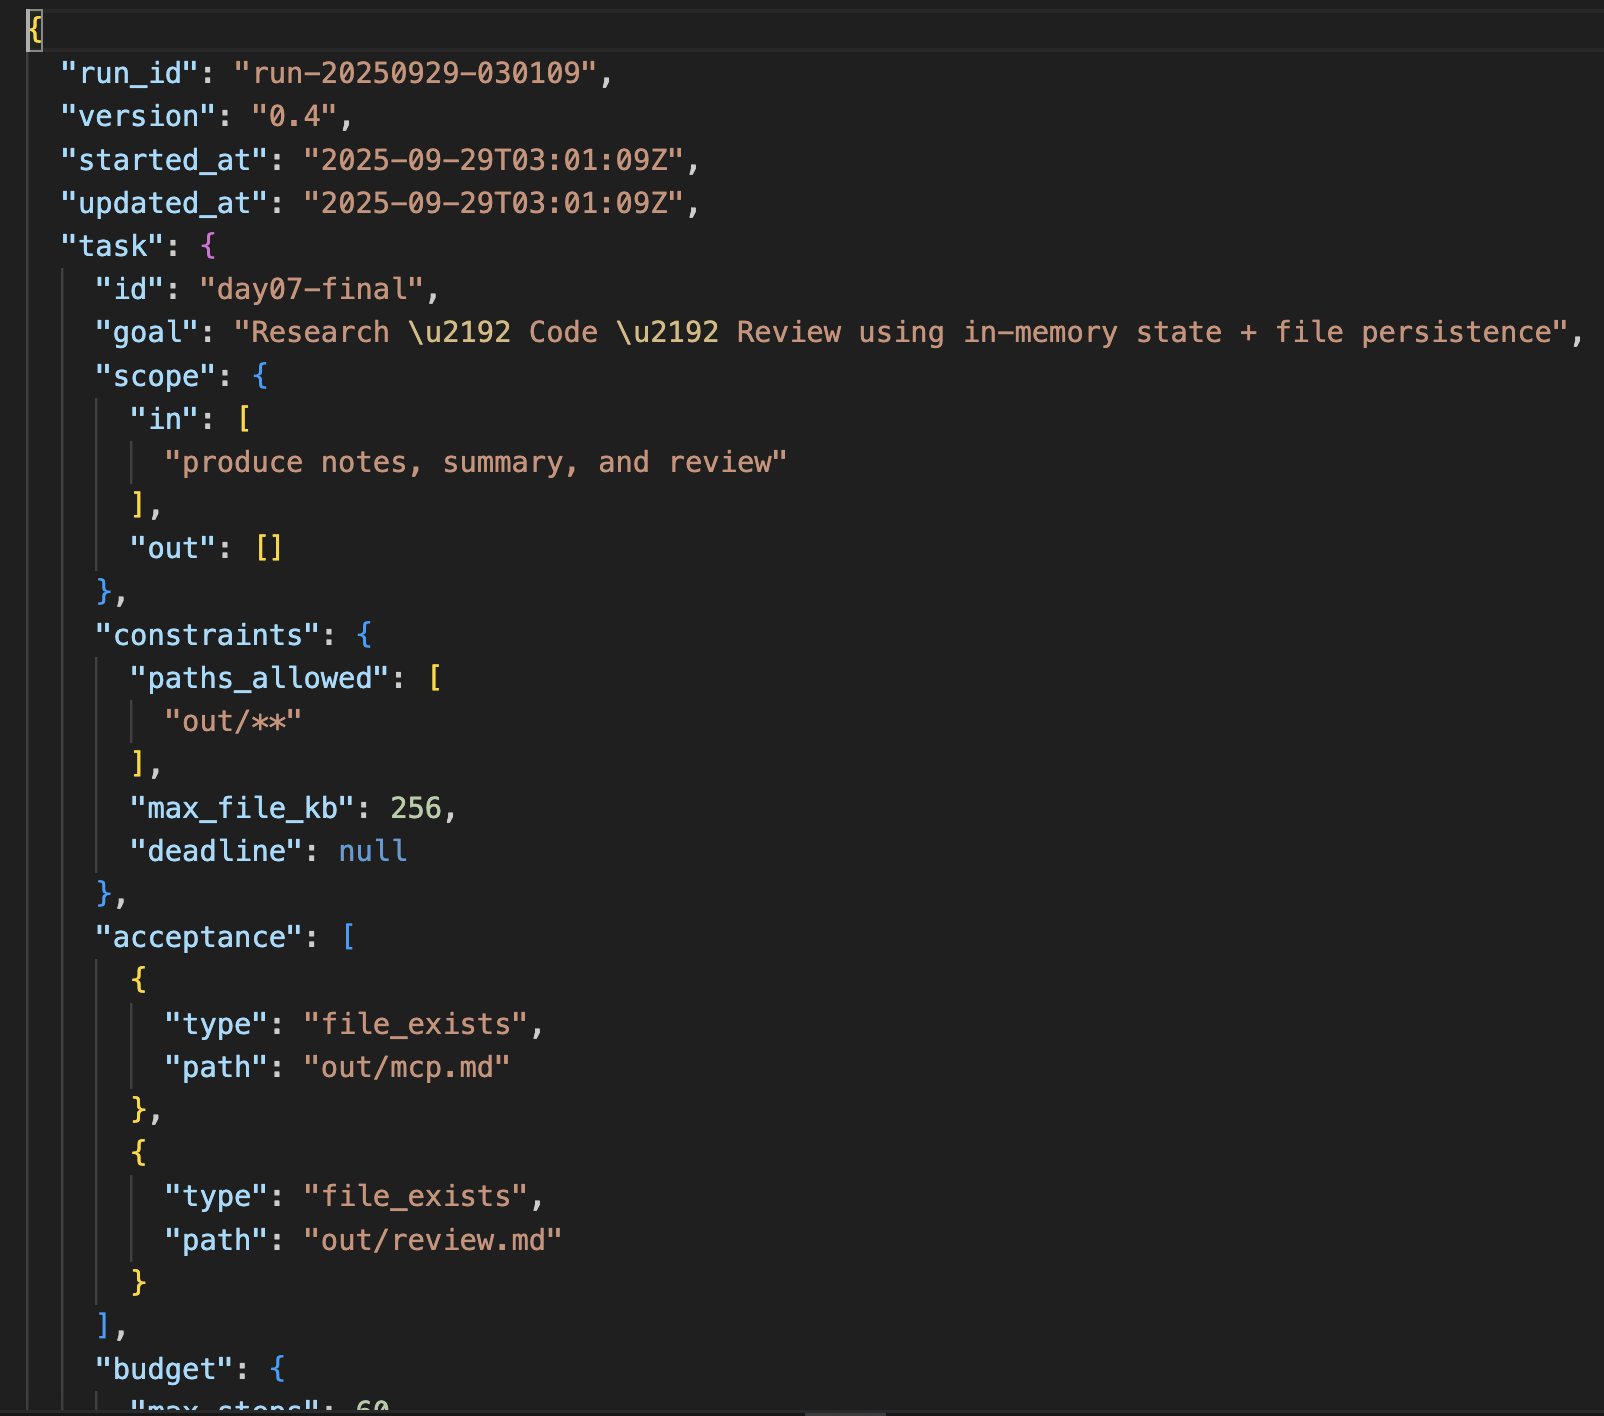 {
  "run_id": "run-20250929-030109",
  "version": "0.4",
  "started_at": "2025-09-29T03:01:09Z",
  "updated_at": "2025-09-29T03:01:09Z",
  "task": {
    "id": "day07-final",
    "goal": "Research \u2192 Code \u2192 Review using in-memory state + file persistence",
    "scope": {
      "in": [
        "produce notes, summary, and review"
      ],
      "out": []
    },
    "constraints": {
      "paths_allowed": [
        "out/**"
      ],
      "max_file_kb": 256,
      "deadline": null
    },
    "acceptance": [
      {
        "type": "file_exists",
        "path": "out/mcp.md"
      },
      {
        "type": "file_exists",
        "path": "out/review.md"
      }
    ],
    "budget": {
      "max_steps": 60